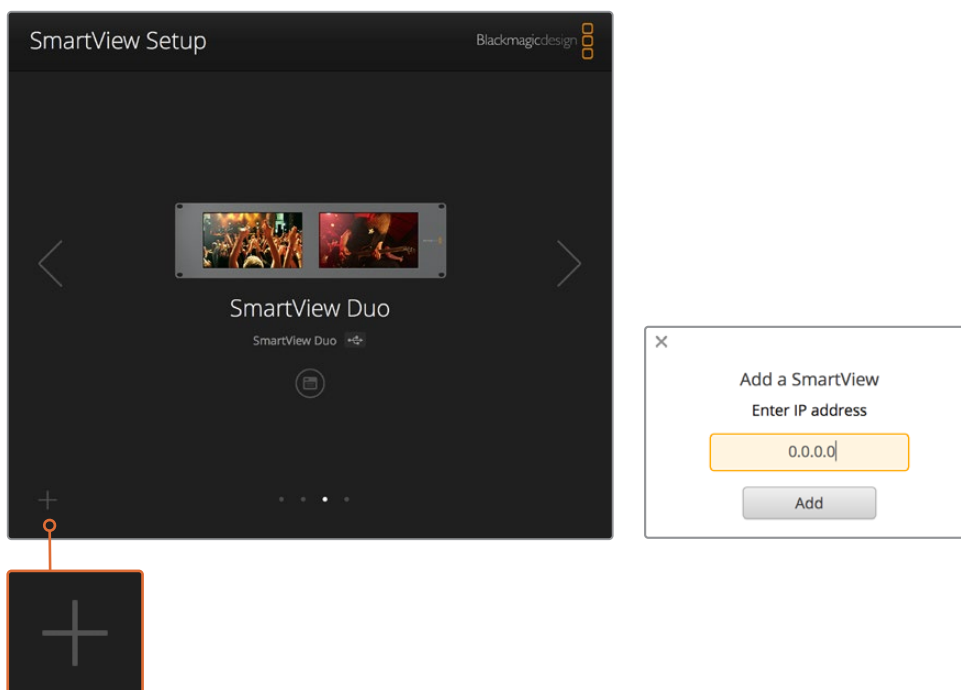 SmartView Setup
Blackmagicdesign
SmartView Duo
SmartView Duo
Add a SmartView
Enter IP address
0.0.0.0
Add